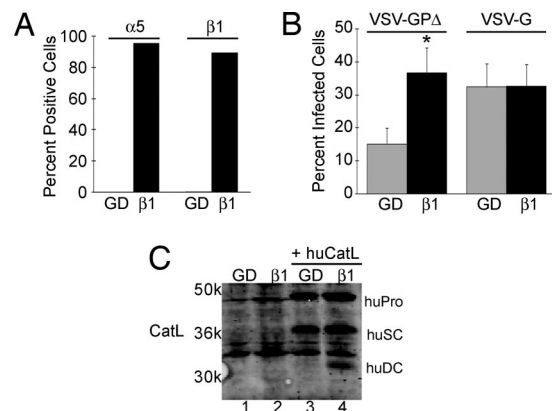 A
α5 β1
Percent Positive Cells
100
80
60
40
20
0
GD β1 GD β1
B
VSV-GPΔ VSV-G
Percent Infected Cells
50
40
30
20
10
0
*
GD β1 GD β1
C
+ huCatL
GD β1 GD β1
CatL
50k
36k
30k
huPro
huSC
huDC
1 2 3 4